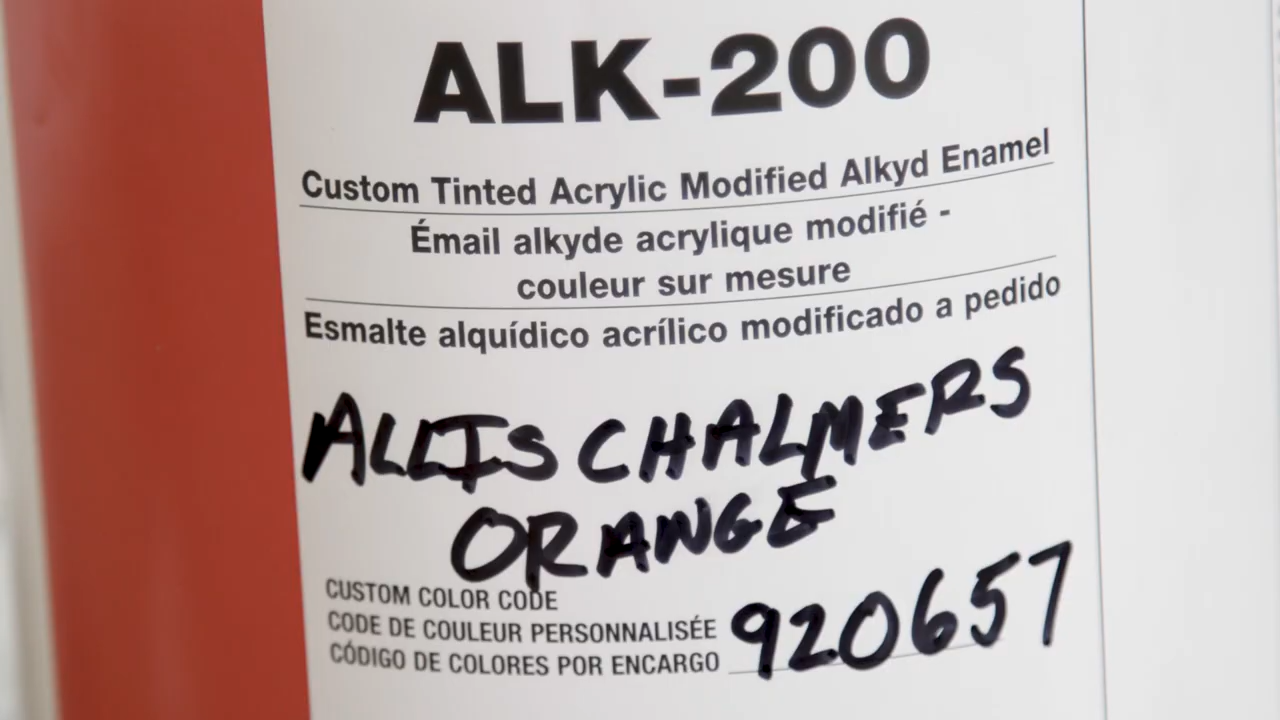 ALK-200
Custom Tinted Acrylic Modified Alkyd Enamel
Émail alkyde acrylique modifié -
couleur sur mesure
Esmalte alquídico acrílico modificado a pedido
ALLIS CHALMERS
ORANGE
CUSTOM COLOR CODE
CODE DE COULEUR PERSONNALISÉE
CÓDIGO DE COLORES POR ENCARGO 920657